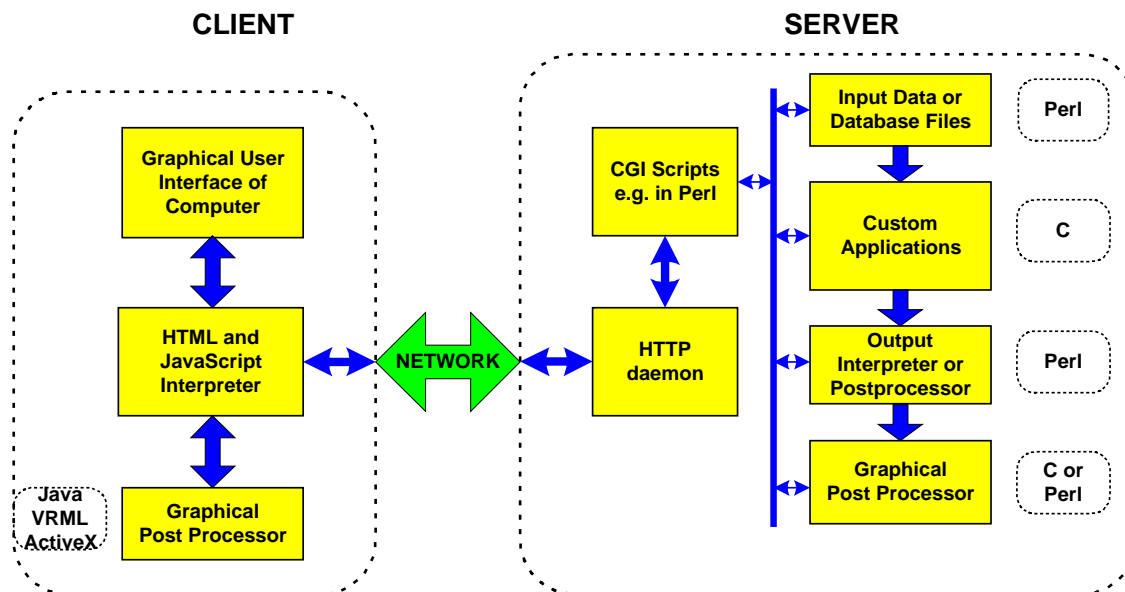 CLIENT
SERVER
Graphical User
Interface of
Computer
HTML and
JavaScript
Interpreter
Graphical
Post Processor
Java
VRML
ActiveX
NETWORK
CGI Scripts
e.g. in Perl
HTTP
daemon
Input Data or
Database Files
Perl
Custom
Applications
C
Output
Interpreter or
Postprocessor
Perl
Graphical
Post Processor
C or
Perl